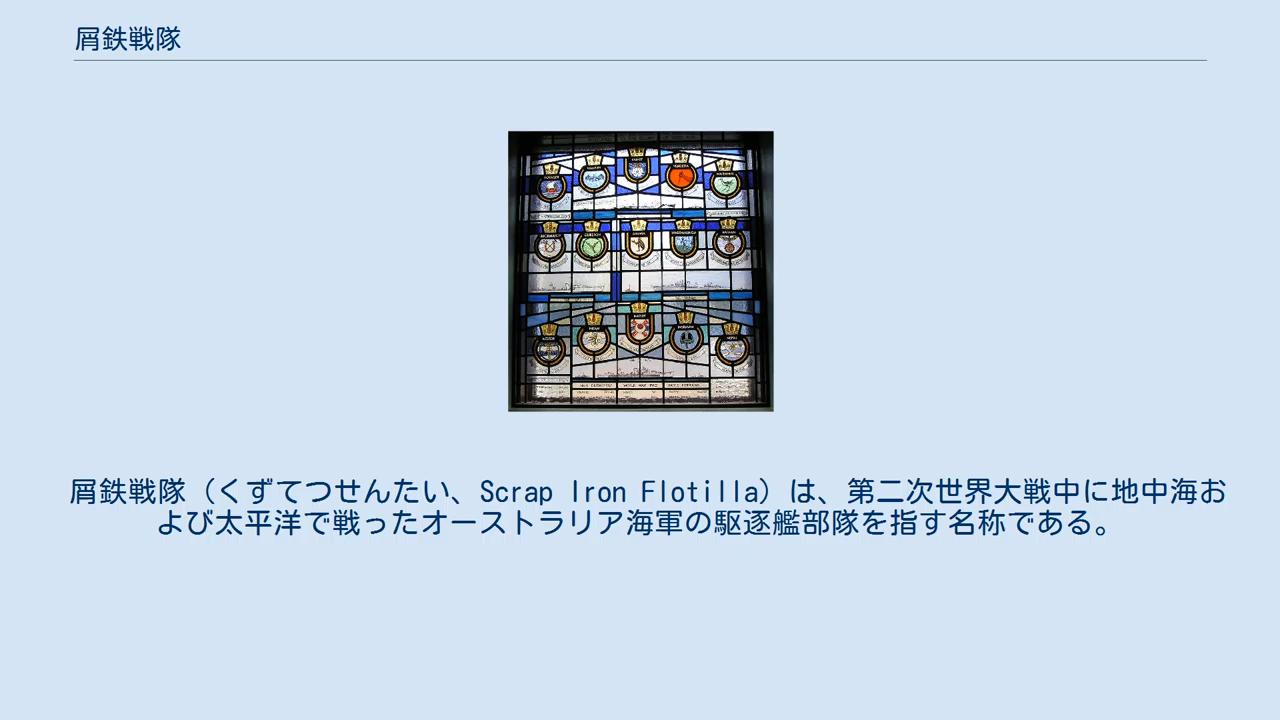 屑鉄戦隊
屑鉄戦隊（くずてつせんたい、Scrap Iron Flotilla）は、第二次世界大戦中に地中海お
よび太平洋で戦ったオーストラリア海軍の駆逐艦部隊を指す名称である。